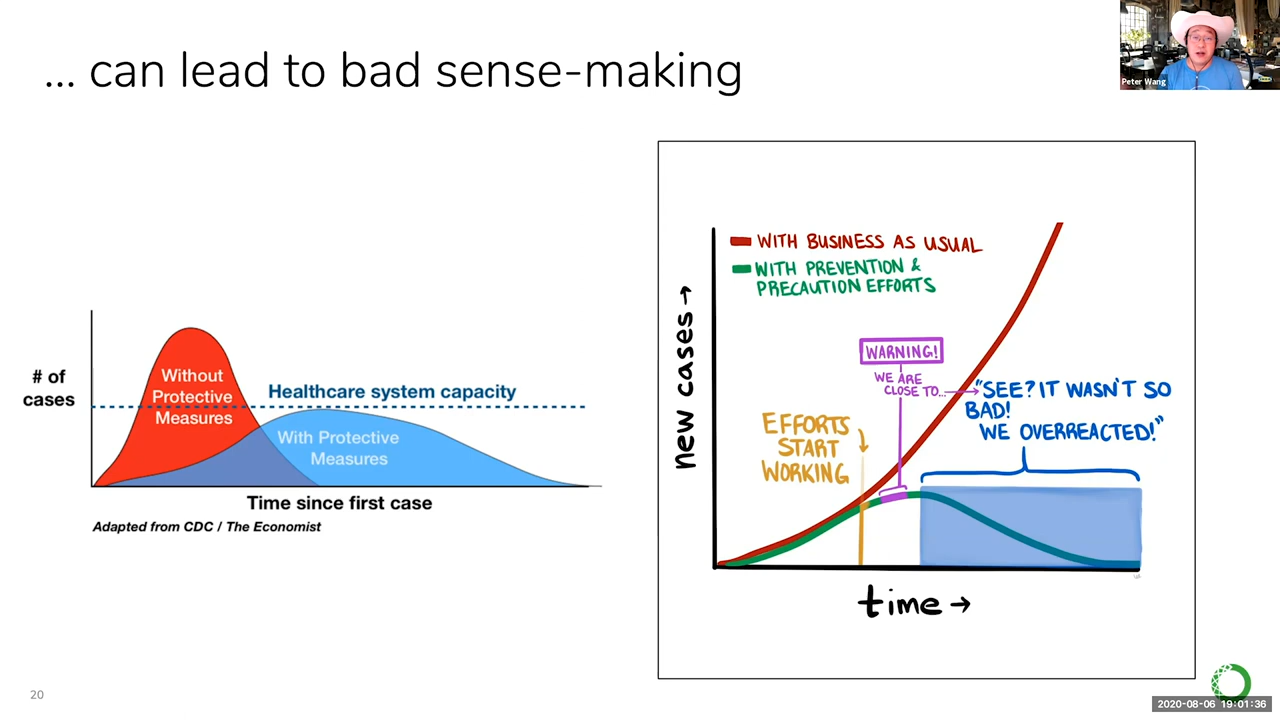 ... can lead to bad sense-making
Peter Wang
# of
cases
Without
Protective
Measures
Healthcare system capacity
With Protective
Measures
Time since first case
Adapted from CDC / The Economist
new cases →
WITH BUSINESS AS USUAL
WITH PREVENTION &
PRECAUTION EFFORTS
WARNING!
WE ARE
CLOSE TO...
"SEE? IT WASN'T SO
BAD!
WE OVERREACTED!"
EFFORTS
START
WORKING
time →
20
2020-08-06 19:01:36